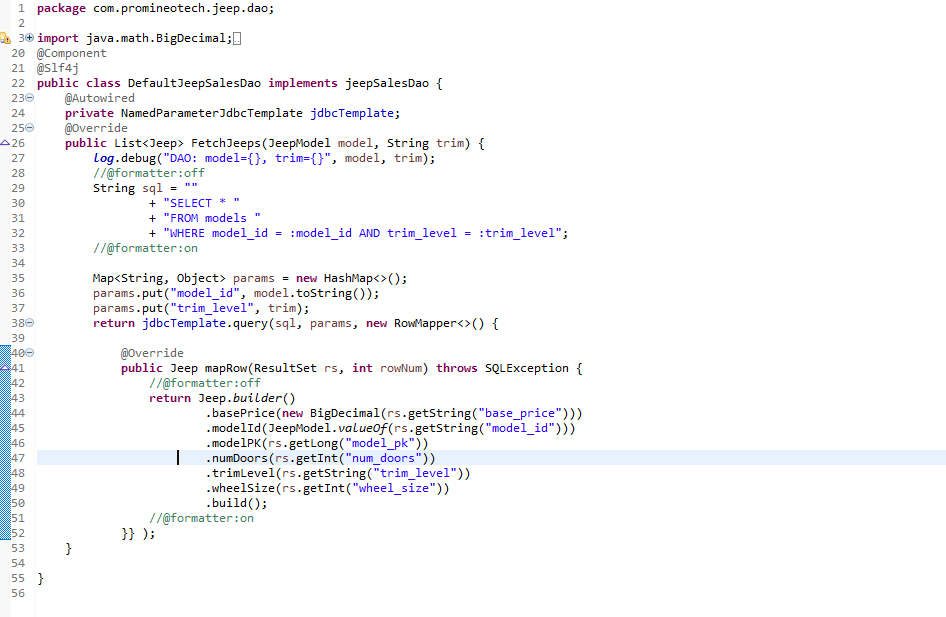 1 package com.promineotech.jeep.dao;
2
3 import java.math.BigDecimal;
20 @Component
21 @Slf4j
22 public class DefaultJeepSalesDao implements jeepSalesDao {
23 @Autowired
24 private NamedParameterJdbcTemplate jdbcTemplate;
25 @Override
26 public List<Jeep> FetchJeeps(JeepModel model, String trim) {
27 log.debug("DAO: model={}, trim={}", model, trim);
28 //@formatter:off
29 String sql = ""
30 + "SELECT * "
31 + "FROM models "
32 + "WHERE model_id = :model_id AND trim_level = :trim_level";
33 //@formatter:on
34
35 Map<String, Object> params = new HashMap<>();
36 params.put("model_id", model.toString());
37 params.put("trim_level", trim);
38 return jdbcTemplate.query(sql, params, new RowMapper<>() {
39
40 @Override
41 public Jeep mapRow(ResultSet rs, int rowNum) throws SQLException {
42 //@formatter:off
43 return Jeep.builder()
44 .basePrice(new BigDecimal(rs.getString("base_price")))
45 .modelId(JeepModel.valueOf(rs.getString("model_id")))
46 .modelPK(rs.getLong("model_pk"))
47 .numDoors(rs.getInt("num_doors"))
48 .trimLevel(rs.getString("trim_level"))
49 .wheelSize(rs.getInt("wheel_size"))
50 .build();
51 //@formatter:on
52 }} );
53 }
54
55 }
56